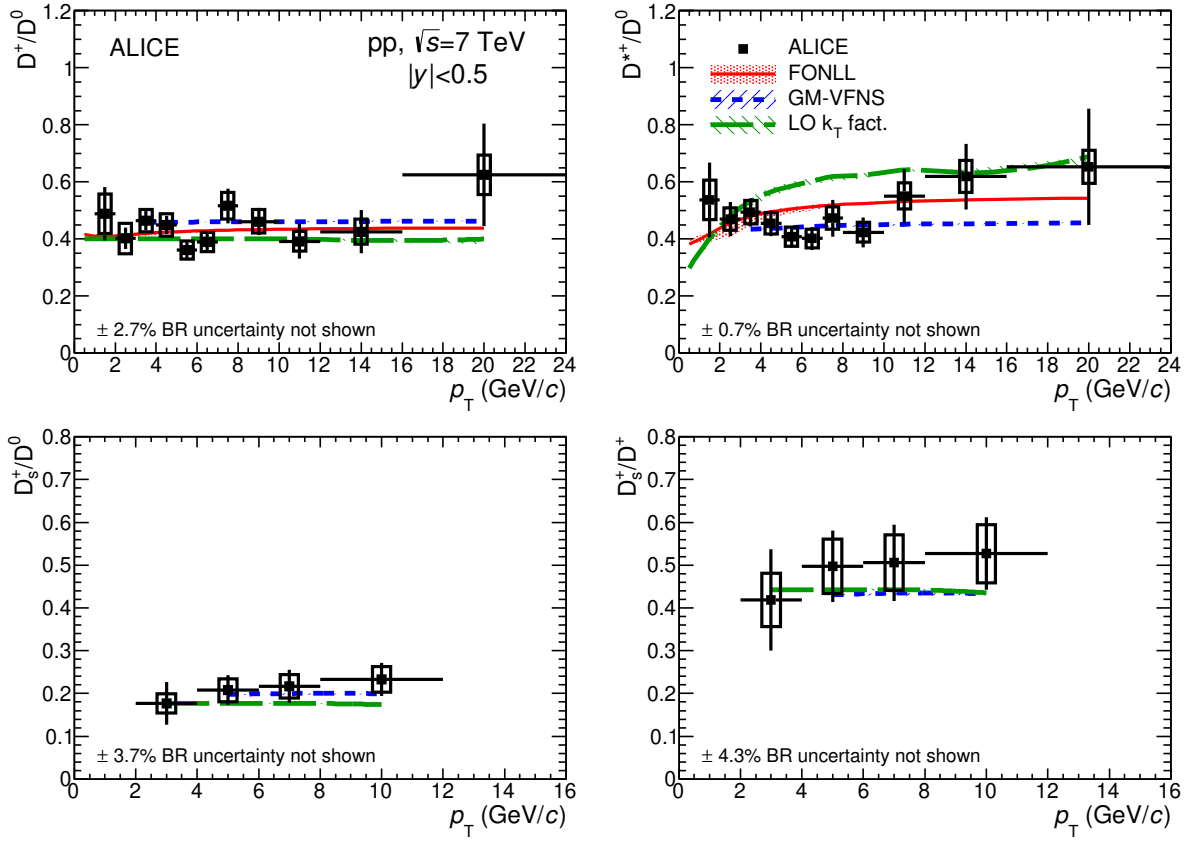 D⁺/D⁰
1.2
1
0.8
0.6
0.4
0.2
0
ALICE
pp, √s=7 TeV
|y|<0.5
± 2.7% BR uncertainty not shown
2 4 6 8 10 12 14 16 18 20 22 24
p_T (GeV/c)
D*⁺/D⁰
1.2
1
0.8
0.6
0.4
0.2
0
ALICE
FONLL
GM-VFNS
LO k_T fact.
± 0.7% BR uncertainty not shown
0 2 4 6 8 10 12 14 16 18 20 22 24
p_T (GeV/c)
D_s⁺/D⁰
0.8
0.7
0.6
0.5
0.4
0.3
0.2
0.1
0
± 3.7% BR uncertainty not shown
0 2 4 6 8 10 12 14 16
p_T (GeV/c)
D_s⁺/D⁺
0.8
0.7
0.6
0.5
0.4
0.3
0.2
0.1
0
± 4.3% BR uncertainty not shown
0 2 4 6 8 10 12 14 16
p_T (GeV/c)